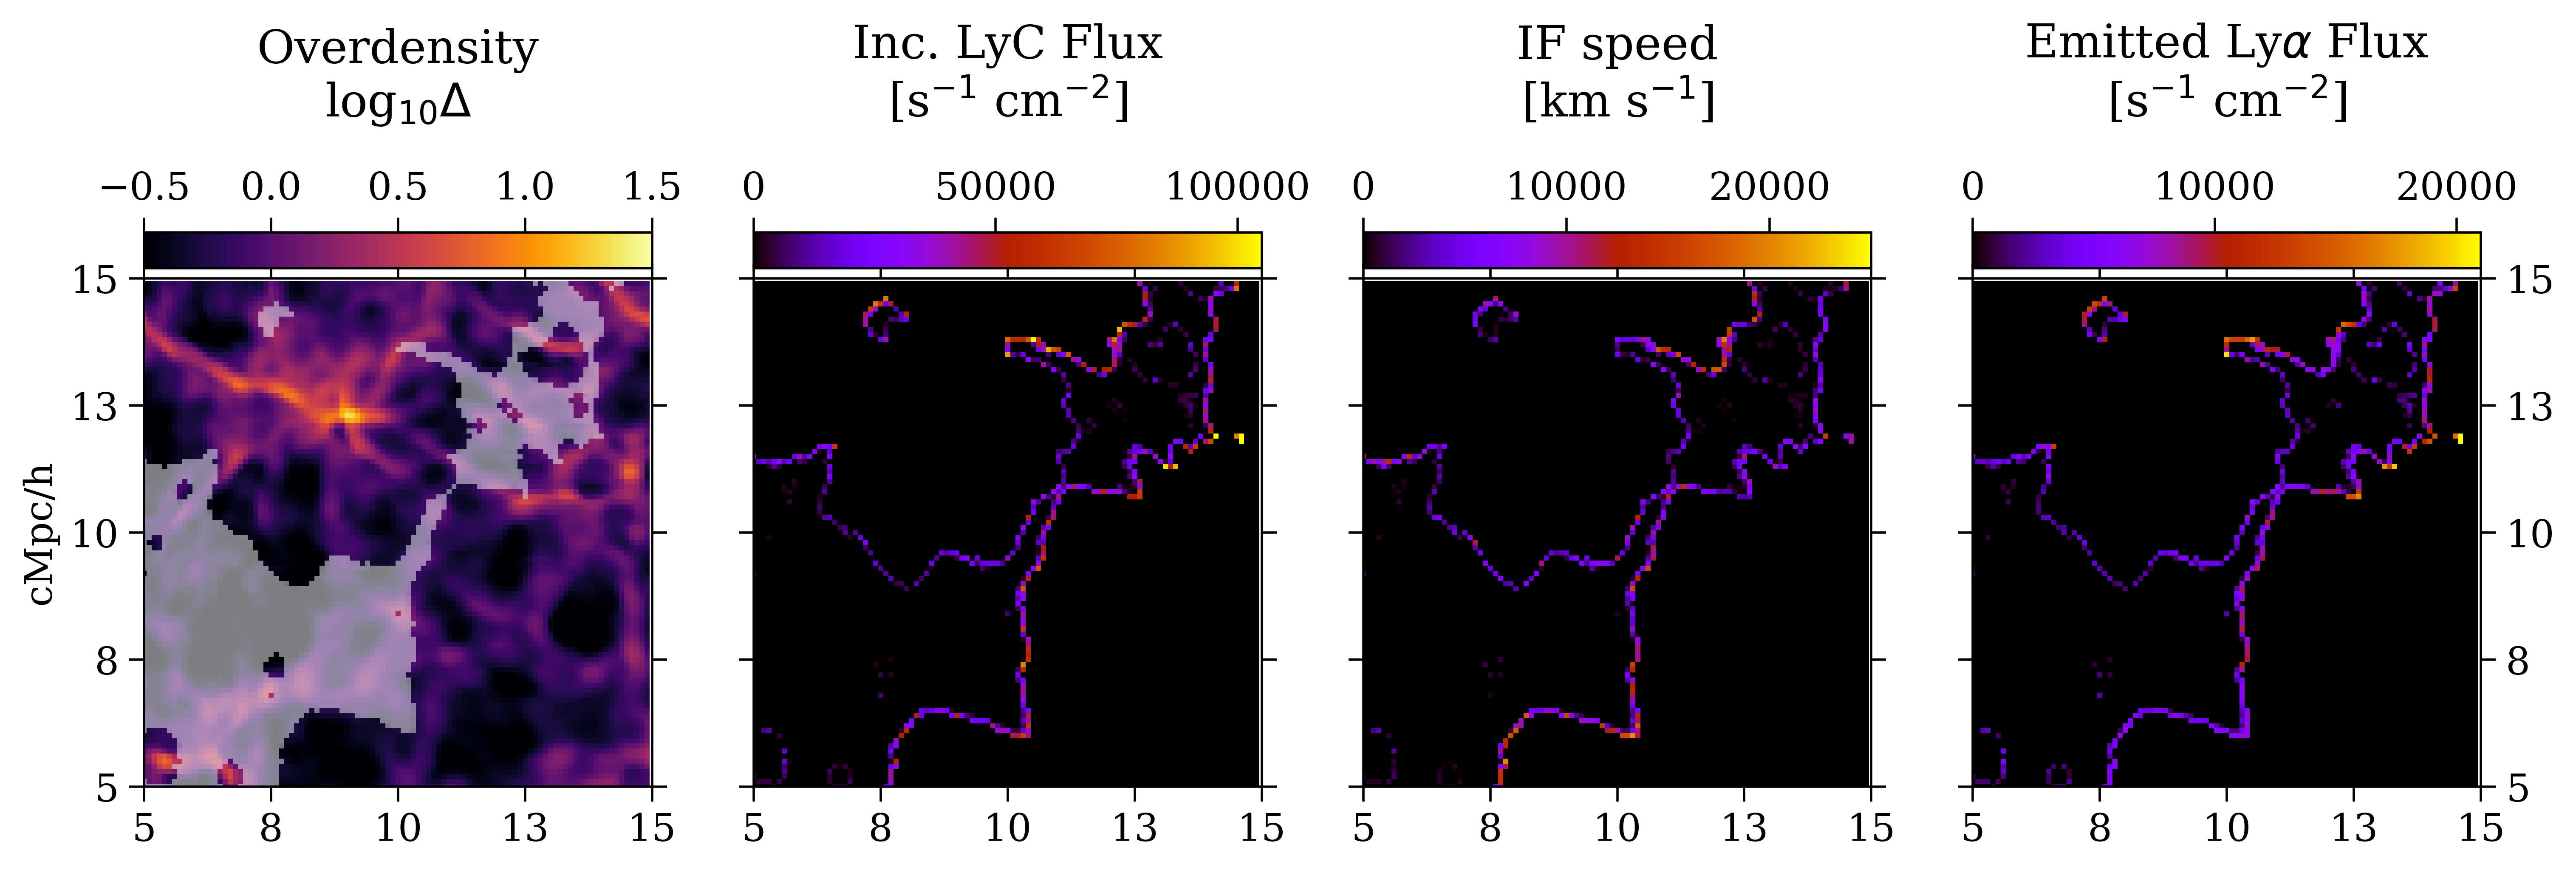 Overdensity
log₁₀Δ
−0.5 0.0 0.5 1.0 1.5
15
13
10
8
5
cMpc/h
5 8 10 13 15
Inc. LyC Flux
[s⁻¹ cm⁻²]
0 50000 100000
5 8 10 13 15
IF speed
[km s⁻¹]
0 10000 20000
5 8 10 13 15
Emitted Lyα Flux
[s⁻¹ cm⁻²]
0 10000 20000
15
13
10
8
5
5 8 10 13 15